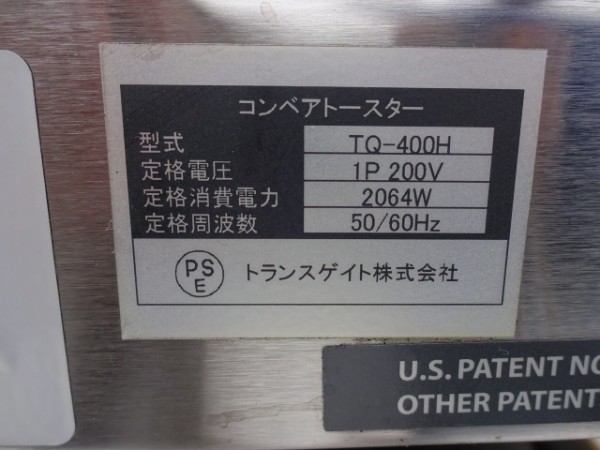 コンベアトースター
型式 TQ-400H
定格電圧 1P 200V
定格消費電力 2064W
定格周波数 50/60Hz
PS
E
トランスゲイト株式会社
U.S. PATENT
OTHER PATENT